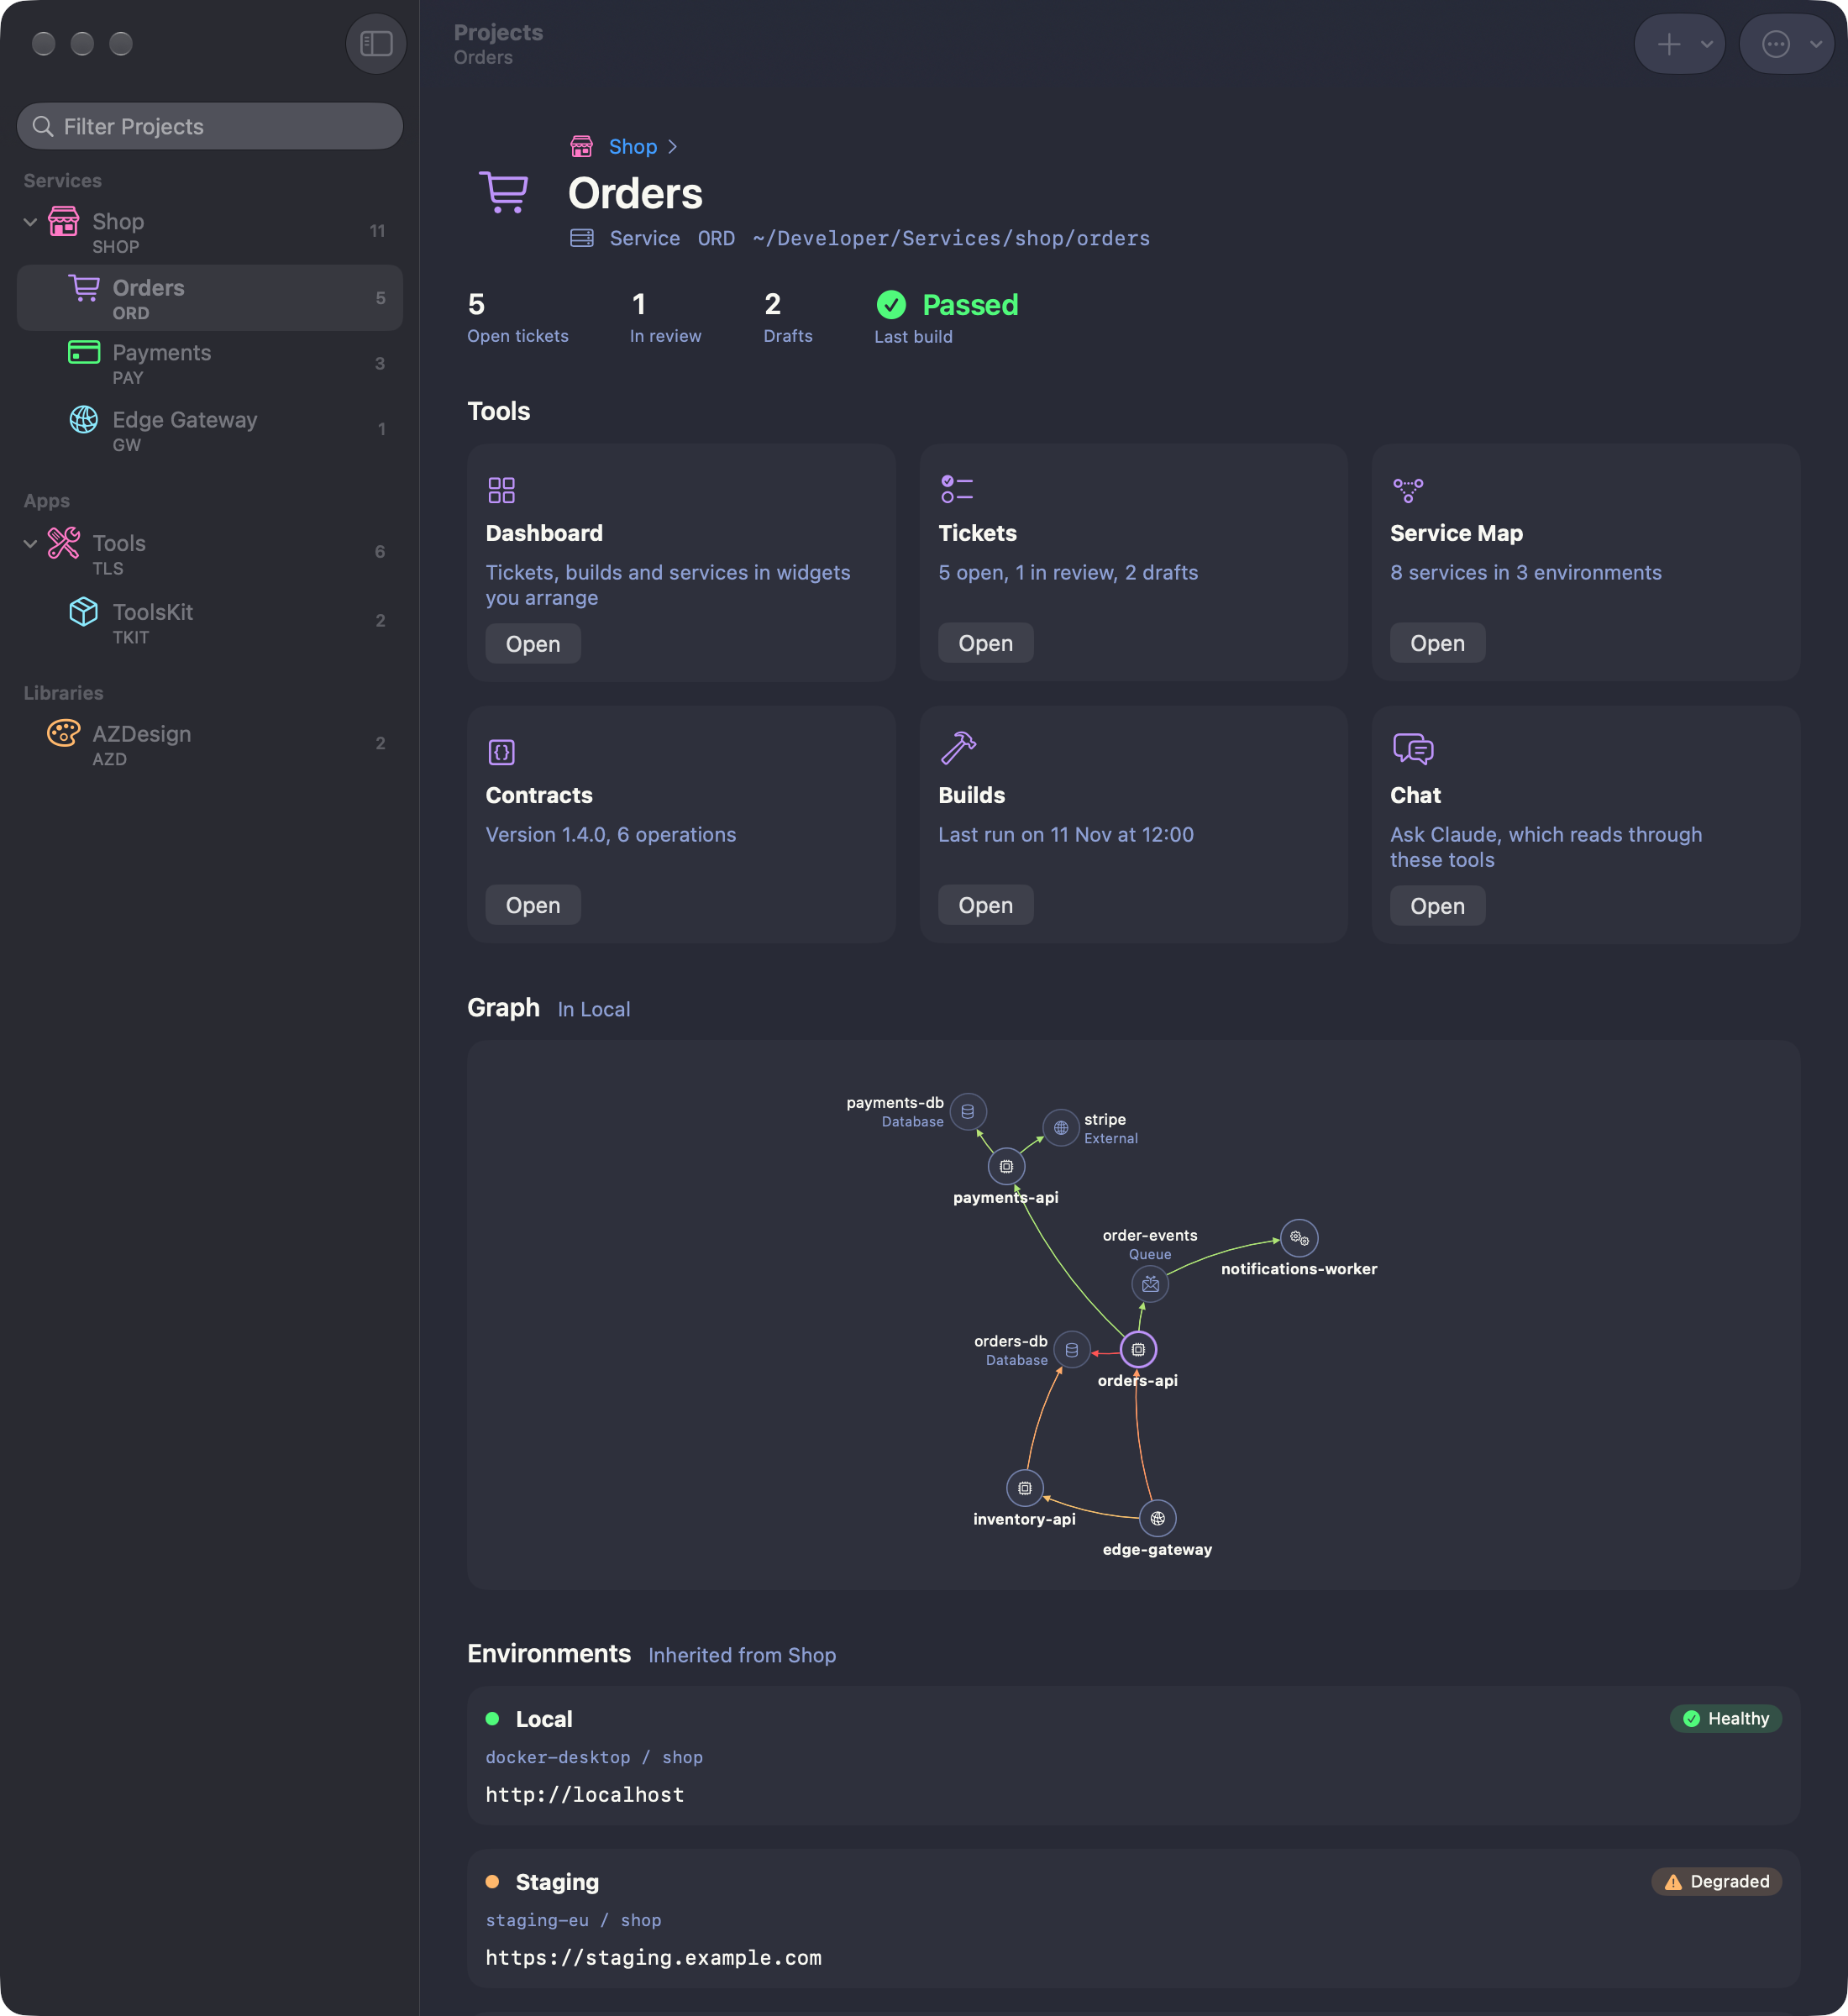 Filter Projects
Services
Shop
SHOP
11
Orders
ORD
5
Payments
PAY
3
Edge Gateway
GW
1
Apps
Tools
TLS
6
ToolsKit
TKIT
2
Libraries
AZDesign
AZD
2
Projects
Orders
Shop
Orders
Service ORD ~/Developer/Services/shop/orders
5
Open tickets
1
In review
2
Drafts
Passed
Last build
Tools
Dashboard
Tickets, builds and services in widgets
you arrange
Open
Tickets
5 open, 1 in review, 2 drafts
Open
Service Map
8 services in 3 environments
Open
Contracts
Version 1.4.0, 6 operations
Open
Builds
Last run on 11 Nov at 12:00
Open
Chat
Ask Claude, which reads through
these tools
Open
Graph In Local
payments-db
Database
stripe
External
payments-api
order-events
Queue
notifications-worker
orders-db
Database
orders-api
inventory-api
edge-gateway
Environments Inherited from Shop
Local
Healthy
docker-desktop / shop
http://localhost
Staging
Degraded
staging-eu / shop
https://staging.example.com